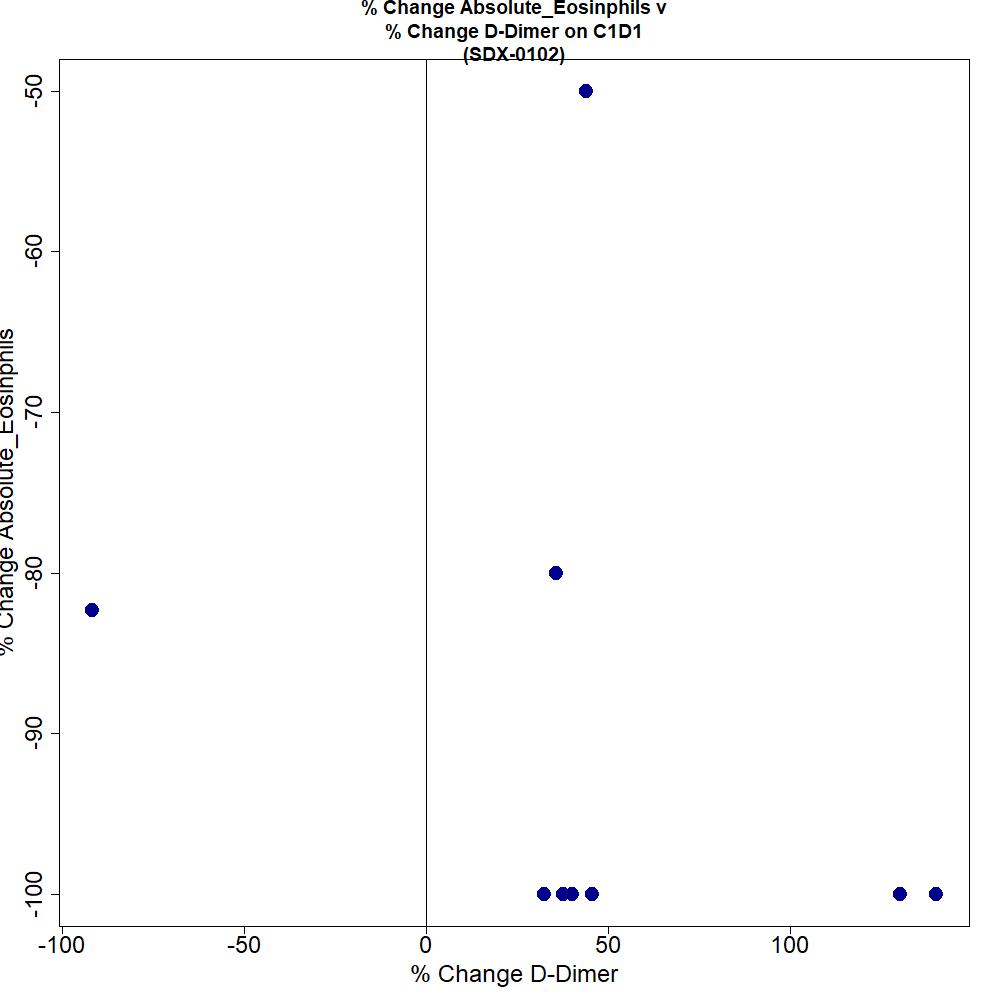 % Change Absolute_Eosinphils v
% Change D-Dimer on C1D1
(SDX-0102)
% Change Absolute_Eosinphils
-50
-60
-70
-80
-90
-100
-100
-50
0
50
100
% Change D-Dimer